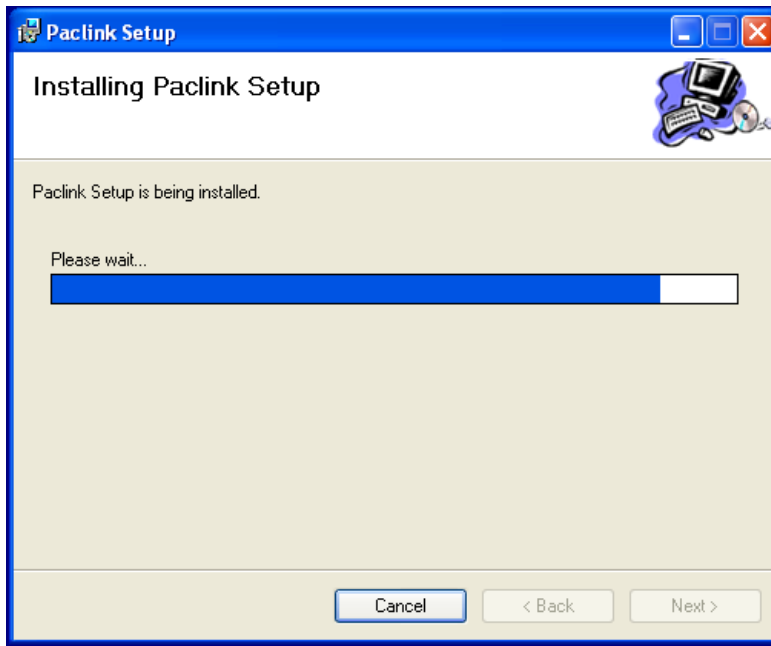 Paclink Setup
Installing Paclink Setup
Paclink Setup is being installed.
Please wait...
Cancel
< Back
Next >